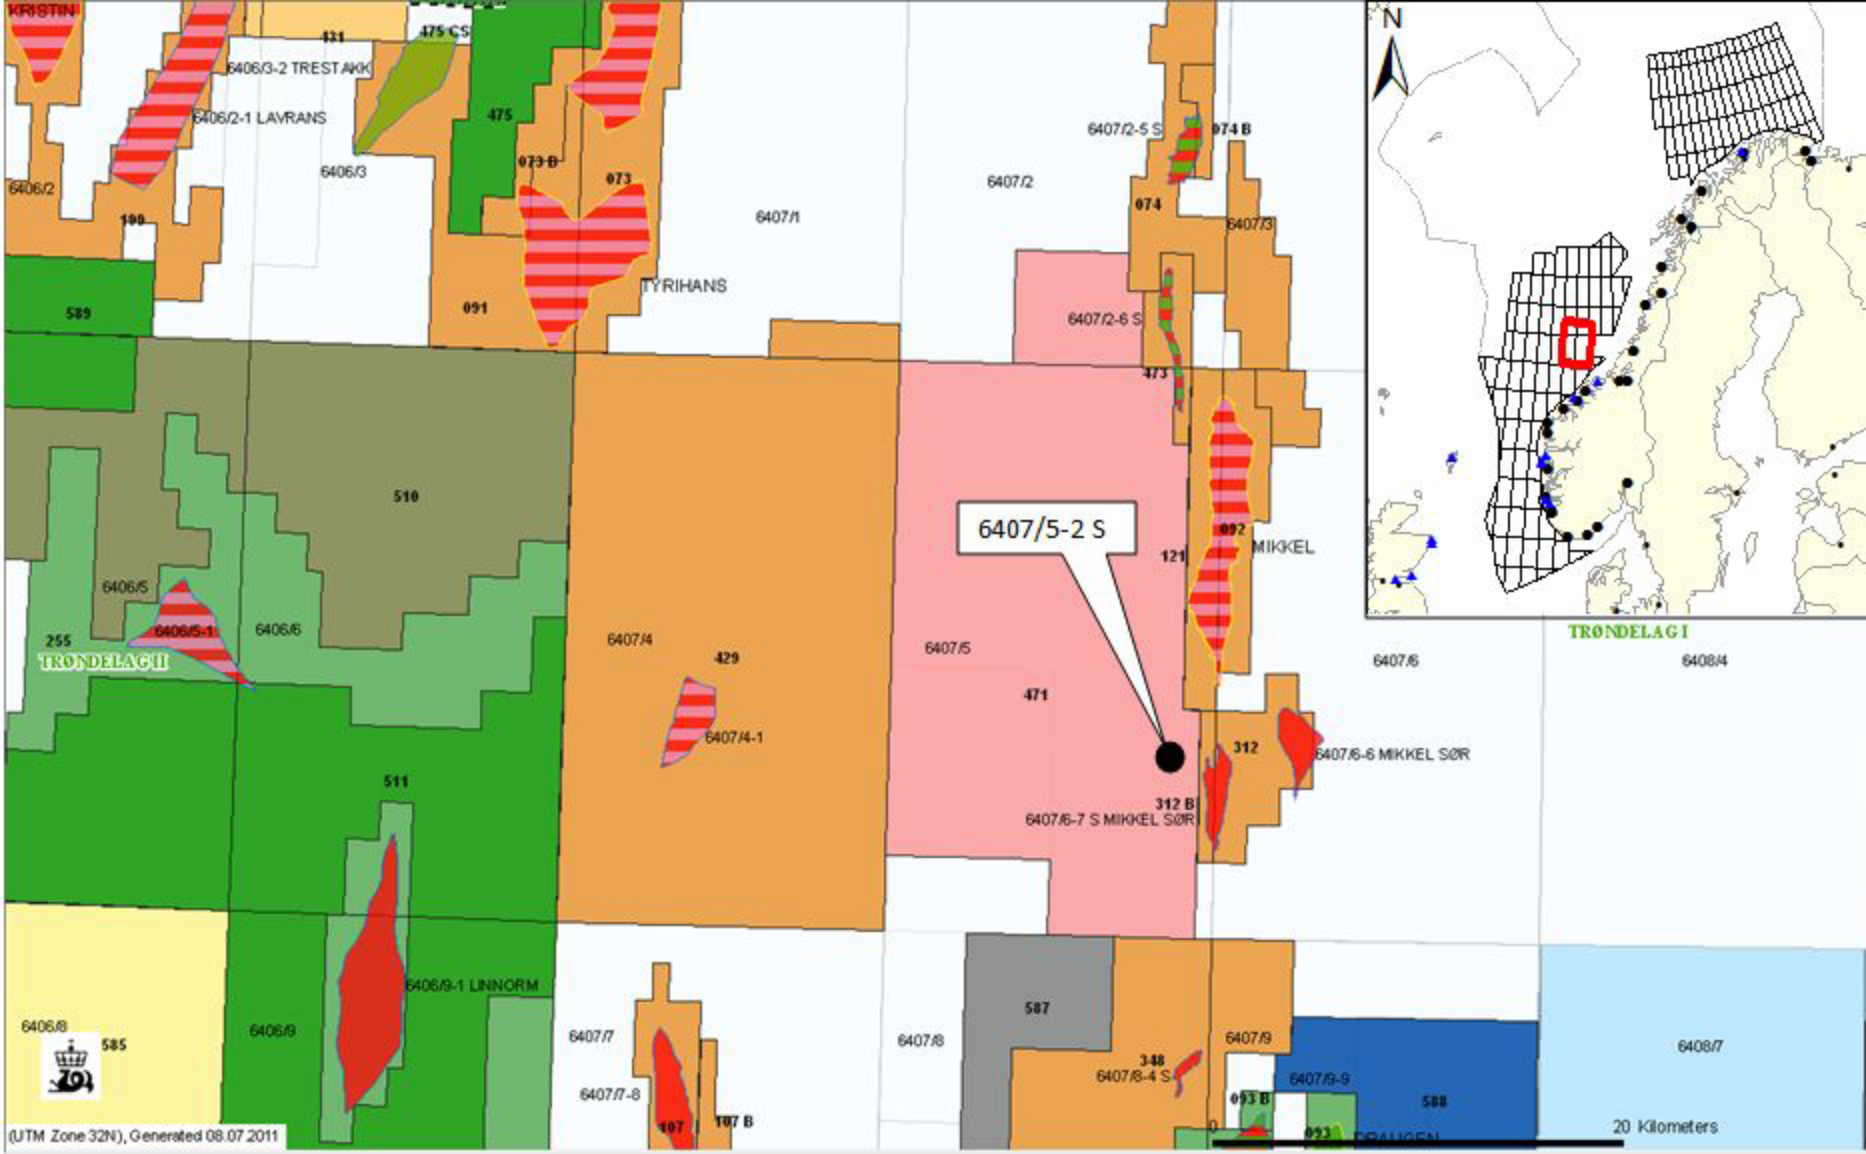 KRISTIN
431
475 CS
6406/3-2 TRESTAKK
6406/2-1 LAVRANS
475
6407/2-5 S
074 B
073 B
6406/3
073
6407/2
6406/2
199
6407/1
074
6407/3
TYRIHANS
091
589
6407/2-6 S
473
510
6407/5-2 S
092
MIKKEL
121
6406/5
255
6406/5-1
6406/6
TRØNDELAG II
6407/4
429
6407/5
471
TRØNDELAG I
6407/6
6408/4
6407/4-1
312
6407/6-6 MIKKEL SØR
511
312 B
6407/6-7 S MIKKEL SØR
6406/9-1 LINNORM
6406/8
585
6406/9
6407/7
6407/8
587
6407/9
6408/7
348
6407/8-4 S
6407/9-9
588
6407/7-8
093 B
107
107 B
093
DRAUGEN
0
20 Kilometers
(UTM Zone 32N), Generated 08.07.2011
N